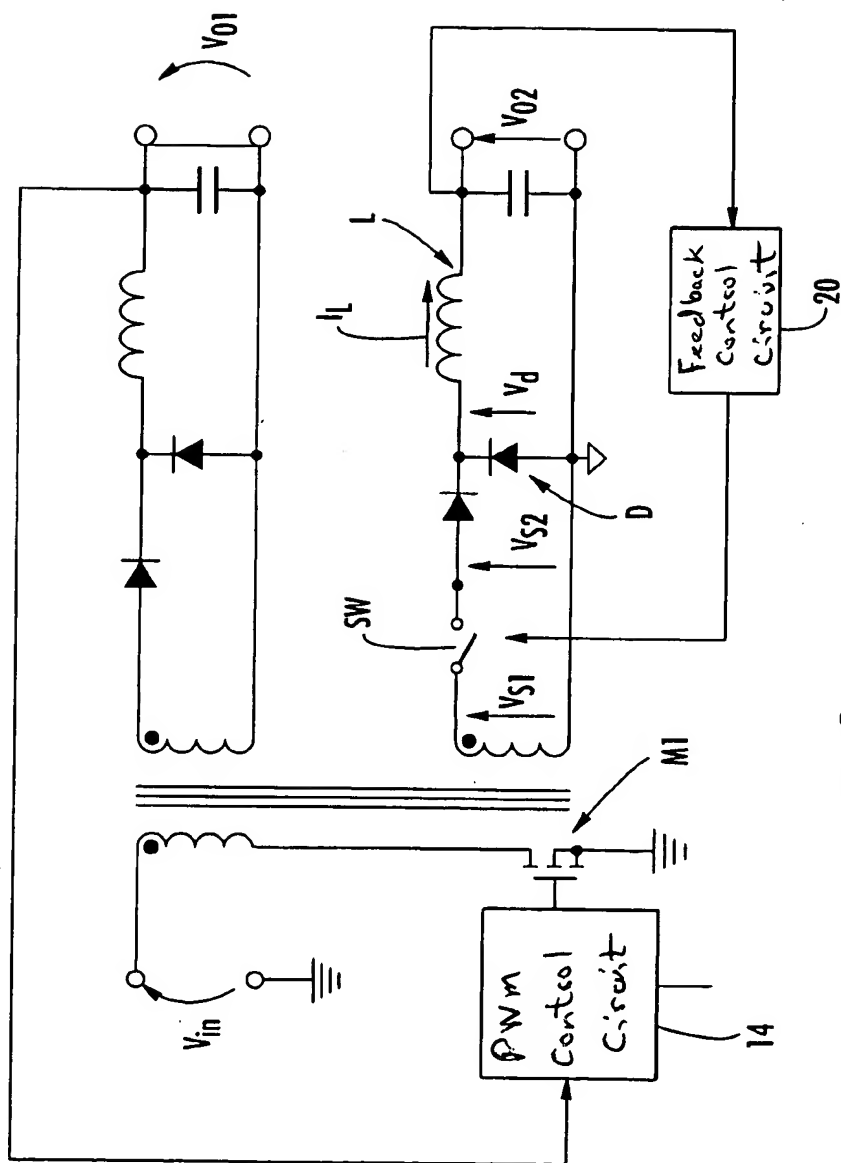 V01
V02
L
IL
Vd
D
VS2
SW
VS1
M1
Vin
PWM
Control
Circuit
14
Feedback
Control
Circuit
20